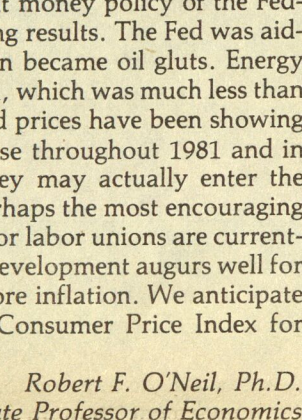 money policy of the Fed-
ng results. The Fed was aid-
n became oil gluts. Energy
, which was much less than
d prices have been showing
se throughout 1981 and in
ey may actually enter the
rhaps the most encouraging
or labor unions are current-
evelopment augurs well for
ore inflation. We anticipate
Consumer Price Index for
Robert F. O'Neil, Ph.D.
te Professor of Economics